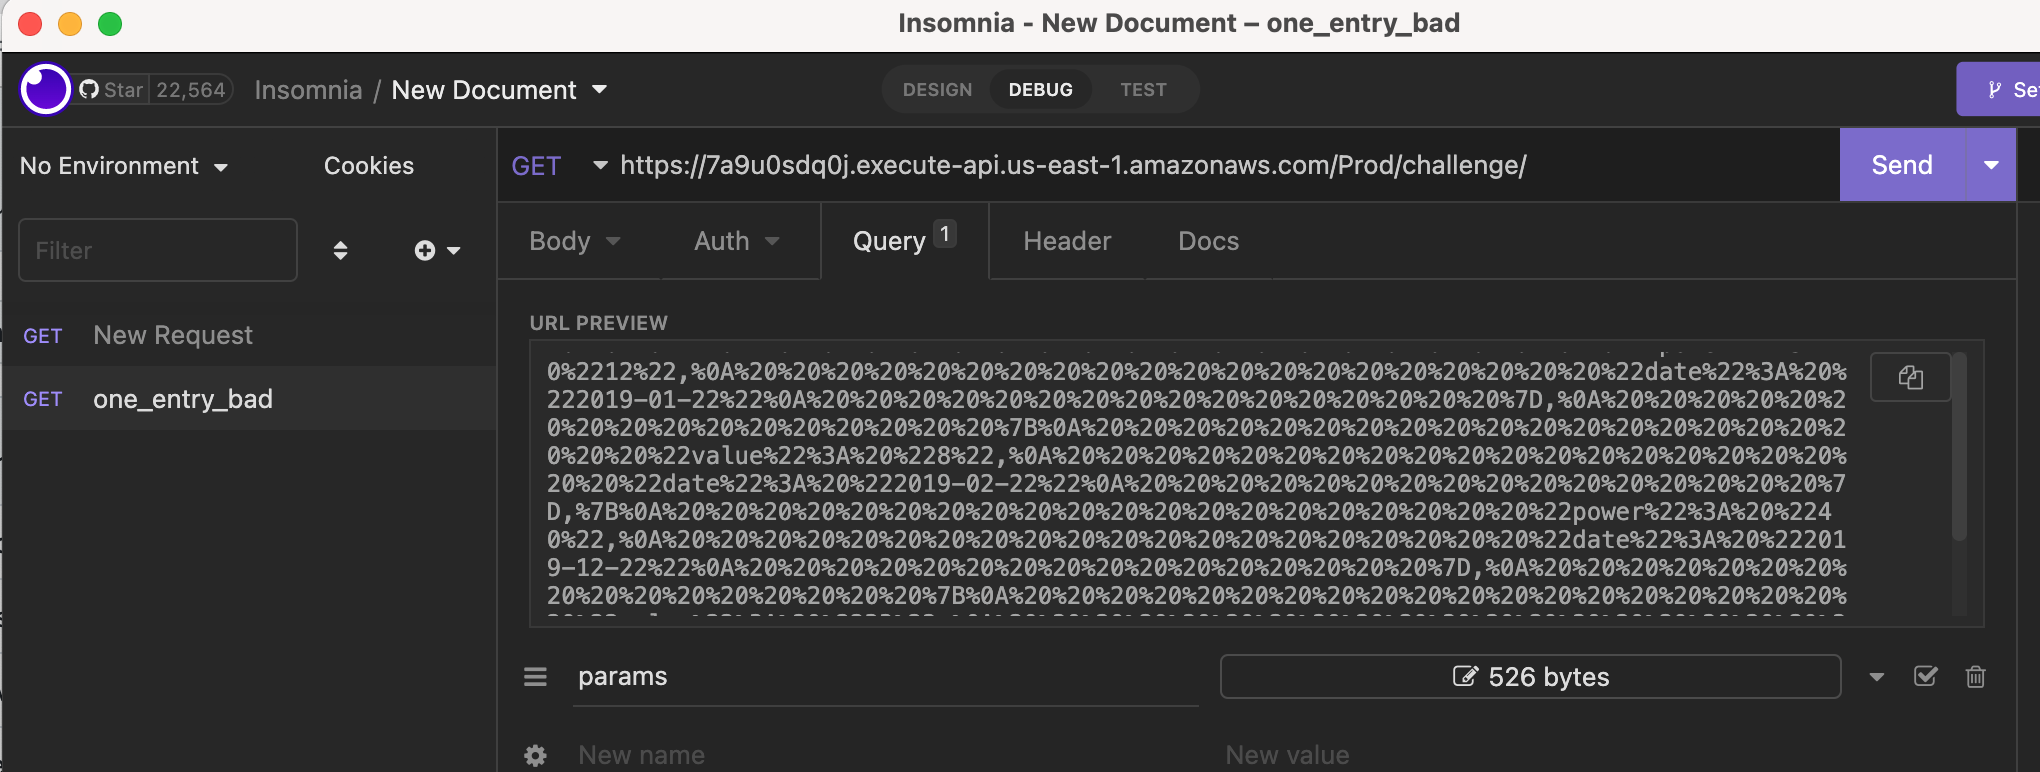 Insomnia - New Document – one_entry_bad
Star 22,564
Insomnia / New Document
DESIGN DEBUG TEST
No Environment
Cookies
GET https://7a9u0sdq0j.execute-api.us-east-1.amazonaws.com/Prod/challenge/
Send
Filter
Body Auth Query 1 Header Docs
GET New Request
GET one_entry_bad
URL PREVIEW
0%2212%22,%0A%20%20%20%20%20%20%20%20%20%20%20%20%20%20%20%20%20%20%20%20%20%20%22date%22%3A%20%
222019-01-22%22%0A%20%20%20%20%20%20%20%20%20%20%20%20%20%20%20%20%20%20%7D,%0A%20%20%20%20%20%2
0%20%20%20%20%20%20%20%20%20%20%7B%0A%20%20%20%20%20%20%20%20%20%20%20%20%20%20%20%20%20%20%2
0%20%20%22value%22%3A%20%228%22,%0A%20%20%20%20%20%20%20%20%20%20%20%20%20%20%20%20%20%20%
20%20%22date%22%3A%20%222019-02-22%22%0A%20%20%20%20%20%20%20%20%20%20%20%20%20%20%20%20%20%7
D,%7B%0A%20%20%20%20%20%20%20%20%20%20%20%20%20%20%20%20%20%20%20%20%22power%22%3A%20%224
0%22,%0A%20%20%20%20%20%20%20%20%20%20%20%20%20%20%20%20%20%20%20%20%22date%22%3A%20%22201
9-12-22%22%0A%20%20%20%20%20%20%20%20%20%20%20%20%20%20%20%20%7D,%0A%20%20%20%20%20%20%20%
20%20%20%20%20%20%20%20%20%7B%0A%20%20%20%20%20%20%20%20%20%20%20%20%20%20%20%20%20%20%20%
params 526 bytes
New name New value